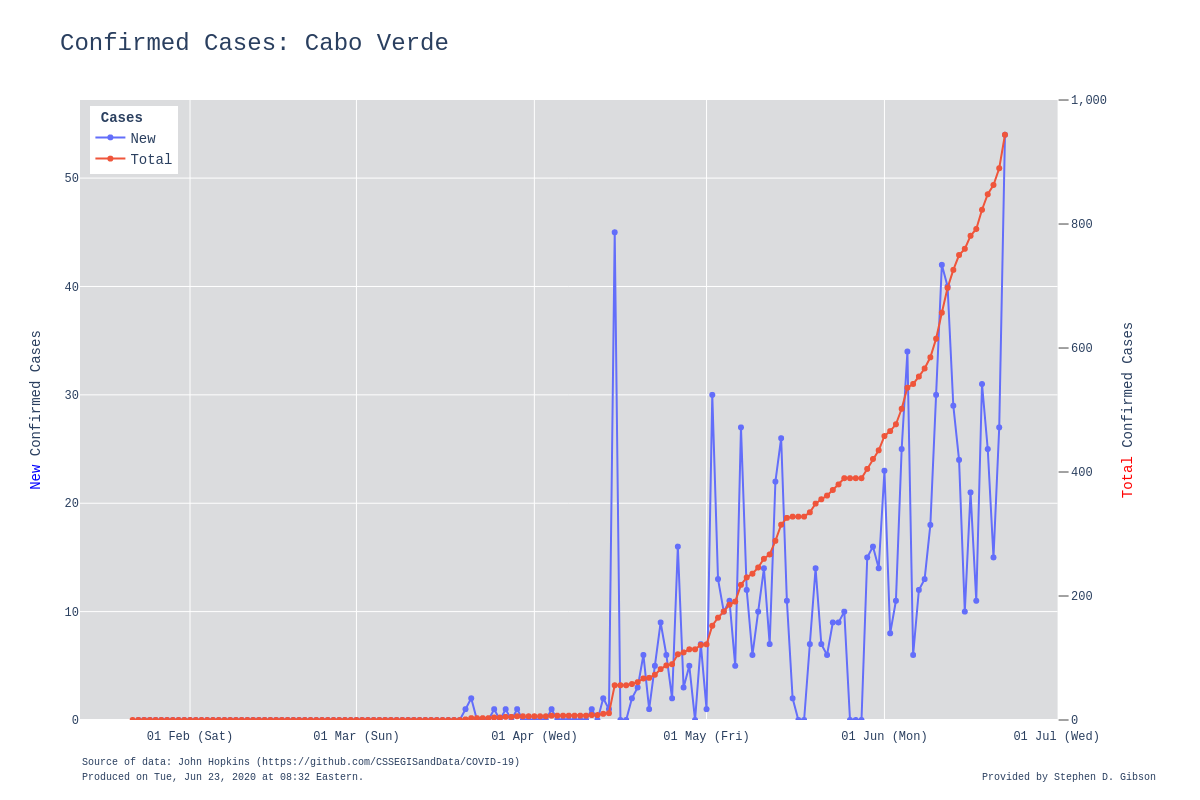 Confirmed Cases: Cabo Verde
Cases
New
Total
50
40
30
20
10
0
1,000
800
600
400
200
0
New Confirmed Cases
Total Confirmed Cases
01 Feb (Sat)
01 Mar (Sun)
01 Apr (Wed)
01 May (Fri)
01 Jun (Mon)
01 Jul (Wed)
Source of data: John Hopkins (https://github.com/CSSEGISandData/COVID-19)
Produced on Tue, Jun 23, 2020 at 08:32 Eastern.
Provided by Stephen D. Gibson